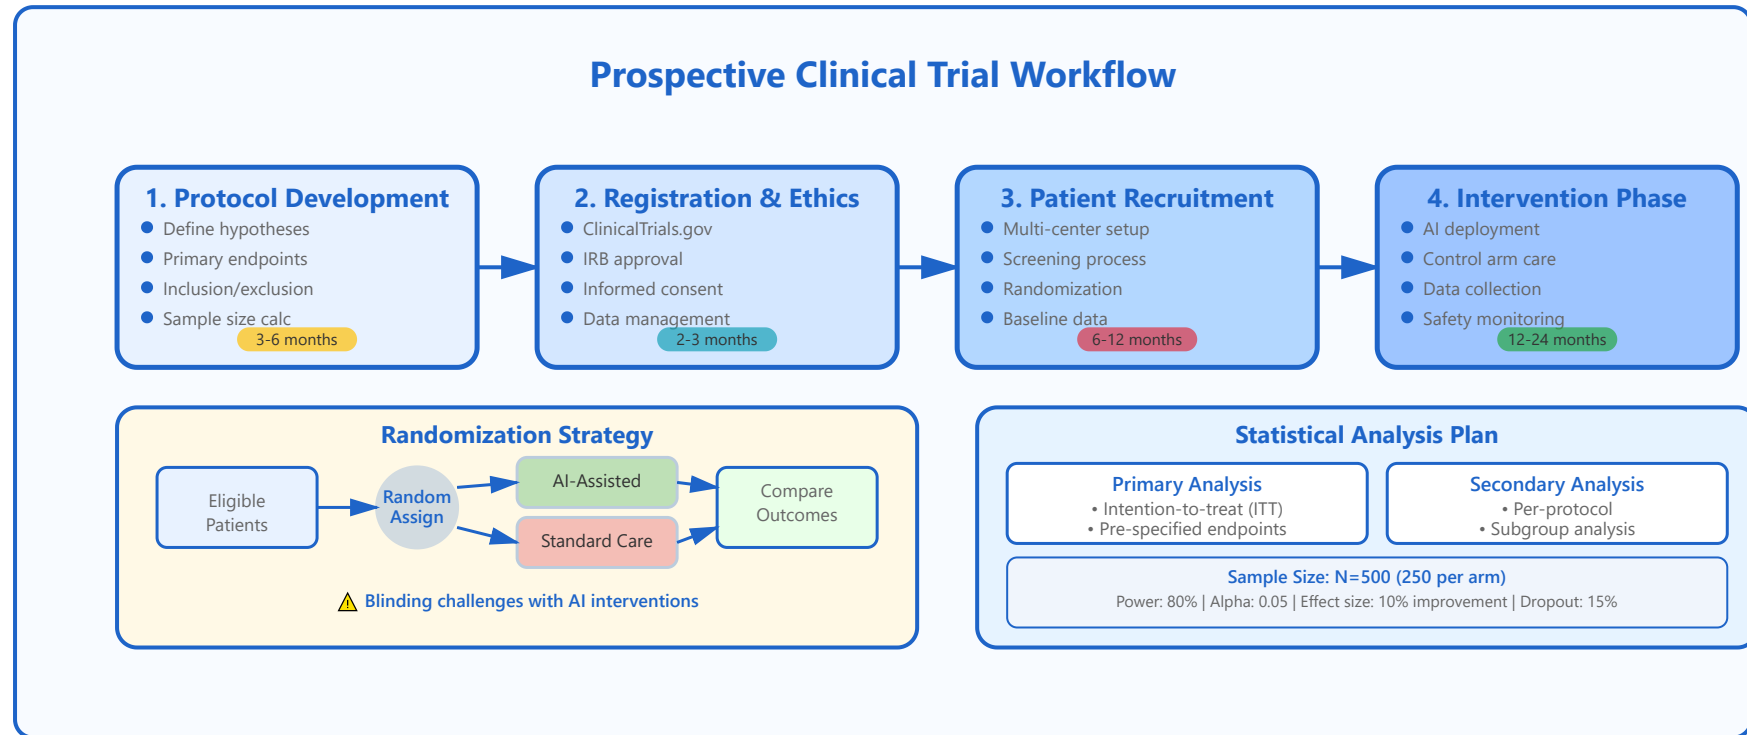 Prospective Clinical Trial Workflow
1. Protocol Development
Define hypotheses
Primary endpoints
Inclusion/exclusion
Sample size calc
3-6 months
2. Registration & Ethics
ClinicalTrials.gov
IRB approval
Informed consent
Data management
2-3 months
3. Patient Recruitment
Multi-center setup
Screening process
Randomization
Baseline data
6-12 months
4. Intervention Phase
AI deployment
Control arm care
Data collection
Safety monitoring
12-24 months
Randomization Strategy
Eligible
Patients
Random
Assign
AI-Assisted
Standard Care
Compare
Outcomes
⚠ Blinding challenges with AI interventions
Statistical Analysis Plan
Primary Analysis
• Intention-to-treat (ITT)
• Pre-specified endpoints
Secondary Analysis
• Per-protocol
• Subgroup analysis
Sample Size: N=500 (250 per arm)
Power: 80% | Alpha: 0.05 | Effect size: 10% improvement | Dropout: 15%